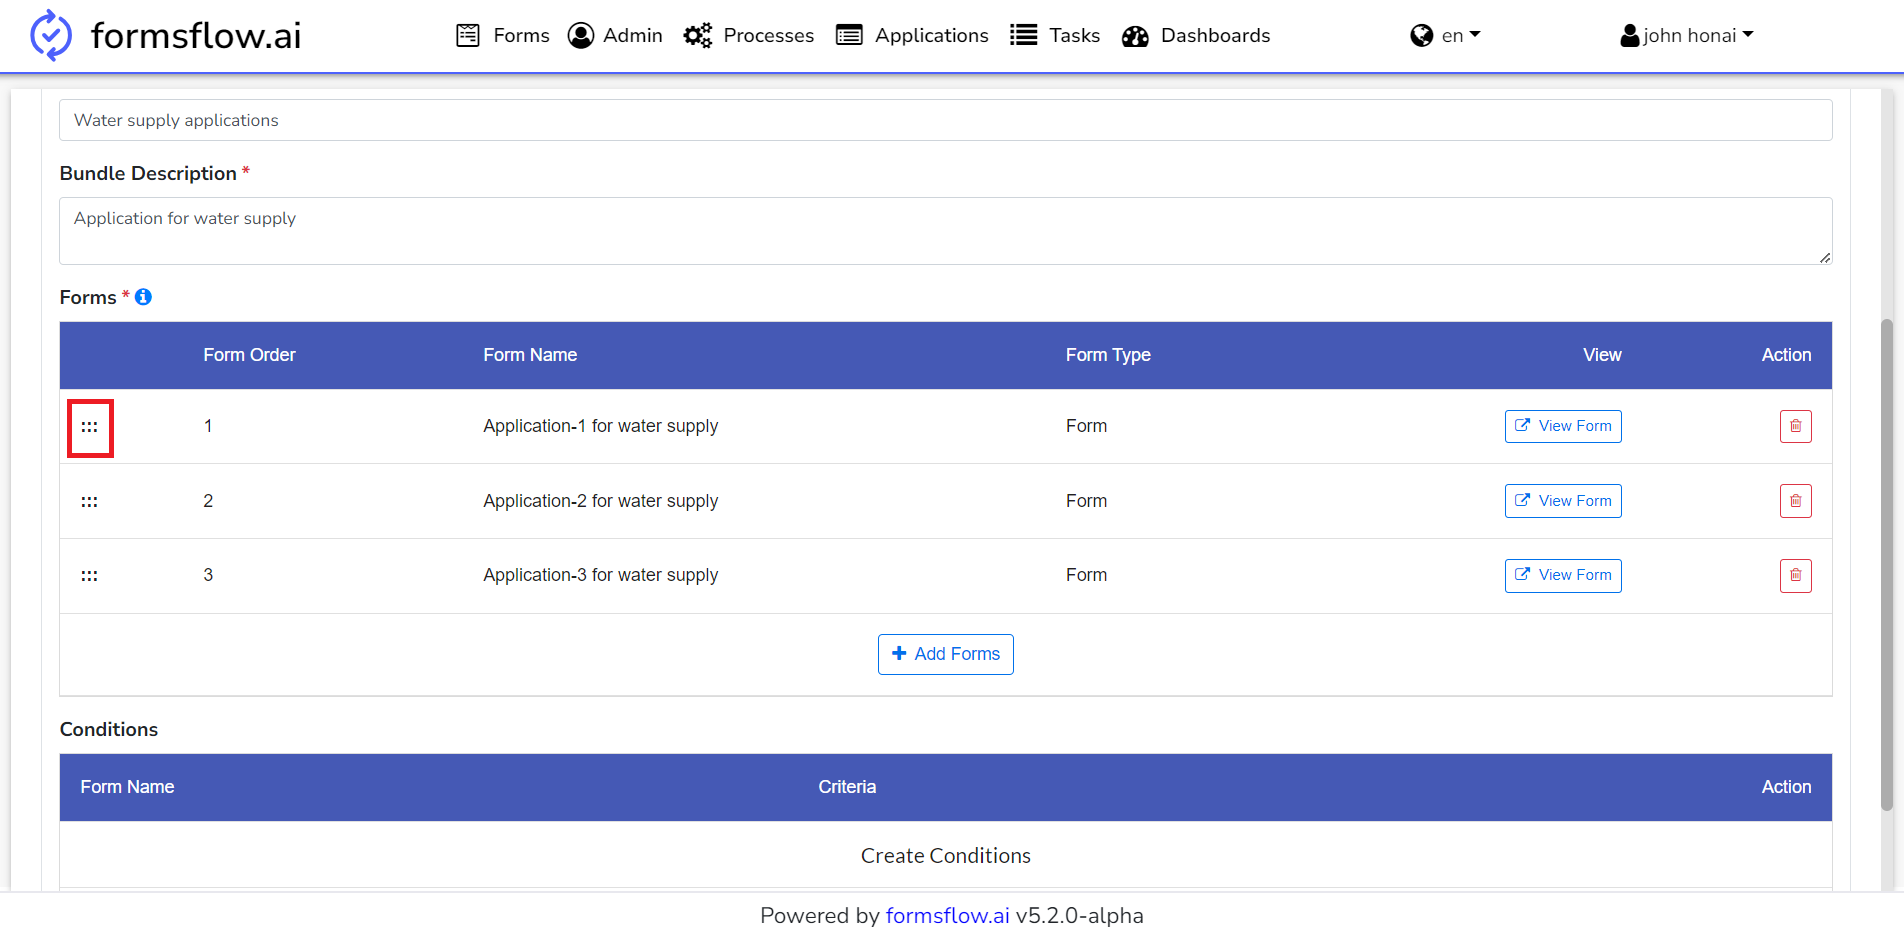 formsflow.ai Forms Admin Processes Applications Tasks Dashboards en john honai
Water supply applications
Bundle Description *
Application for water supply
Forms *
Form Order Form Name Form Type View Action
1 Application-1 for water supply Form View Form
2 Application-2 for water supply Form View Form
3 Application-3 for water supply Form View Form
Add Forms
Conditions
Form Name Criteria Action
Create Conditions
Powered by formsflow.ai v5.2.0-alpha